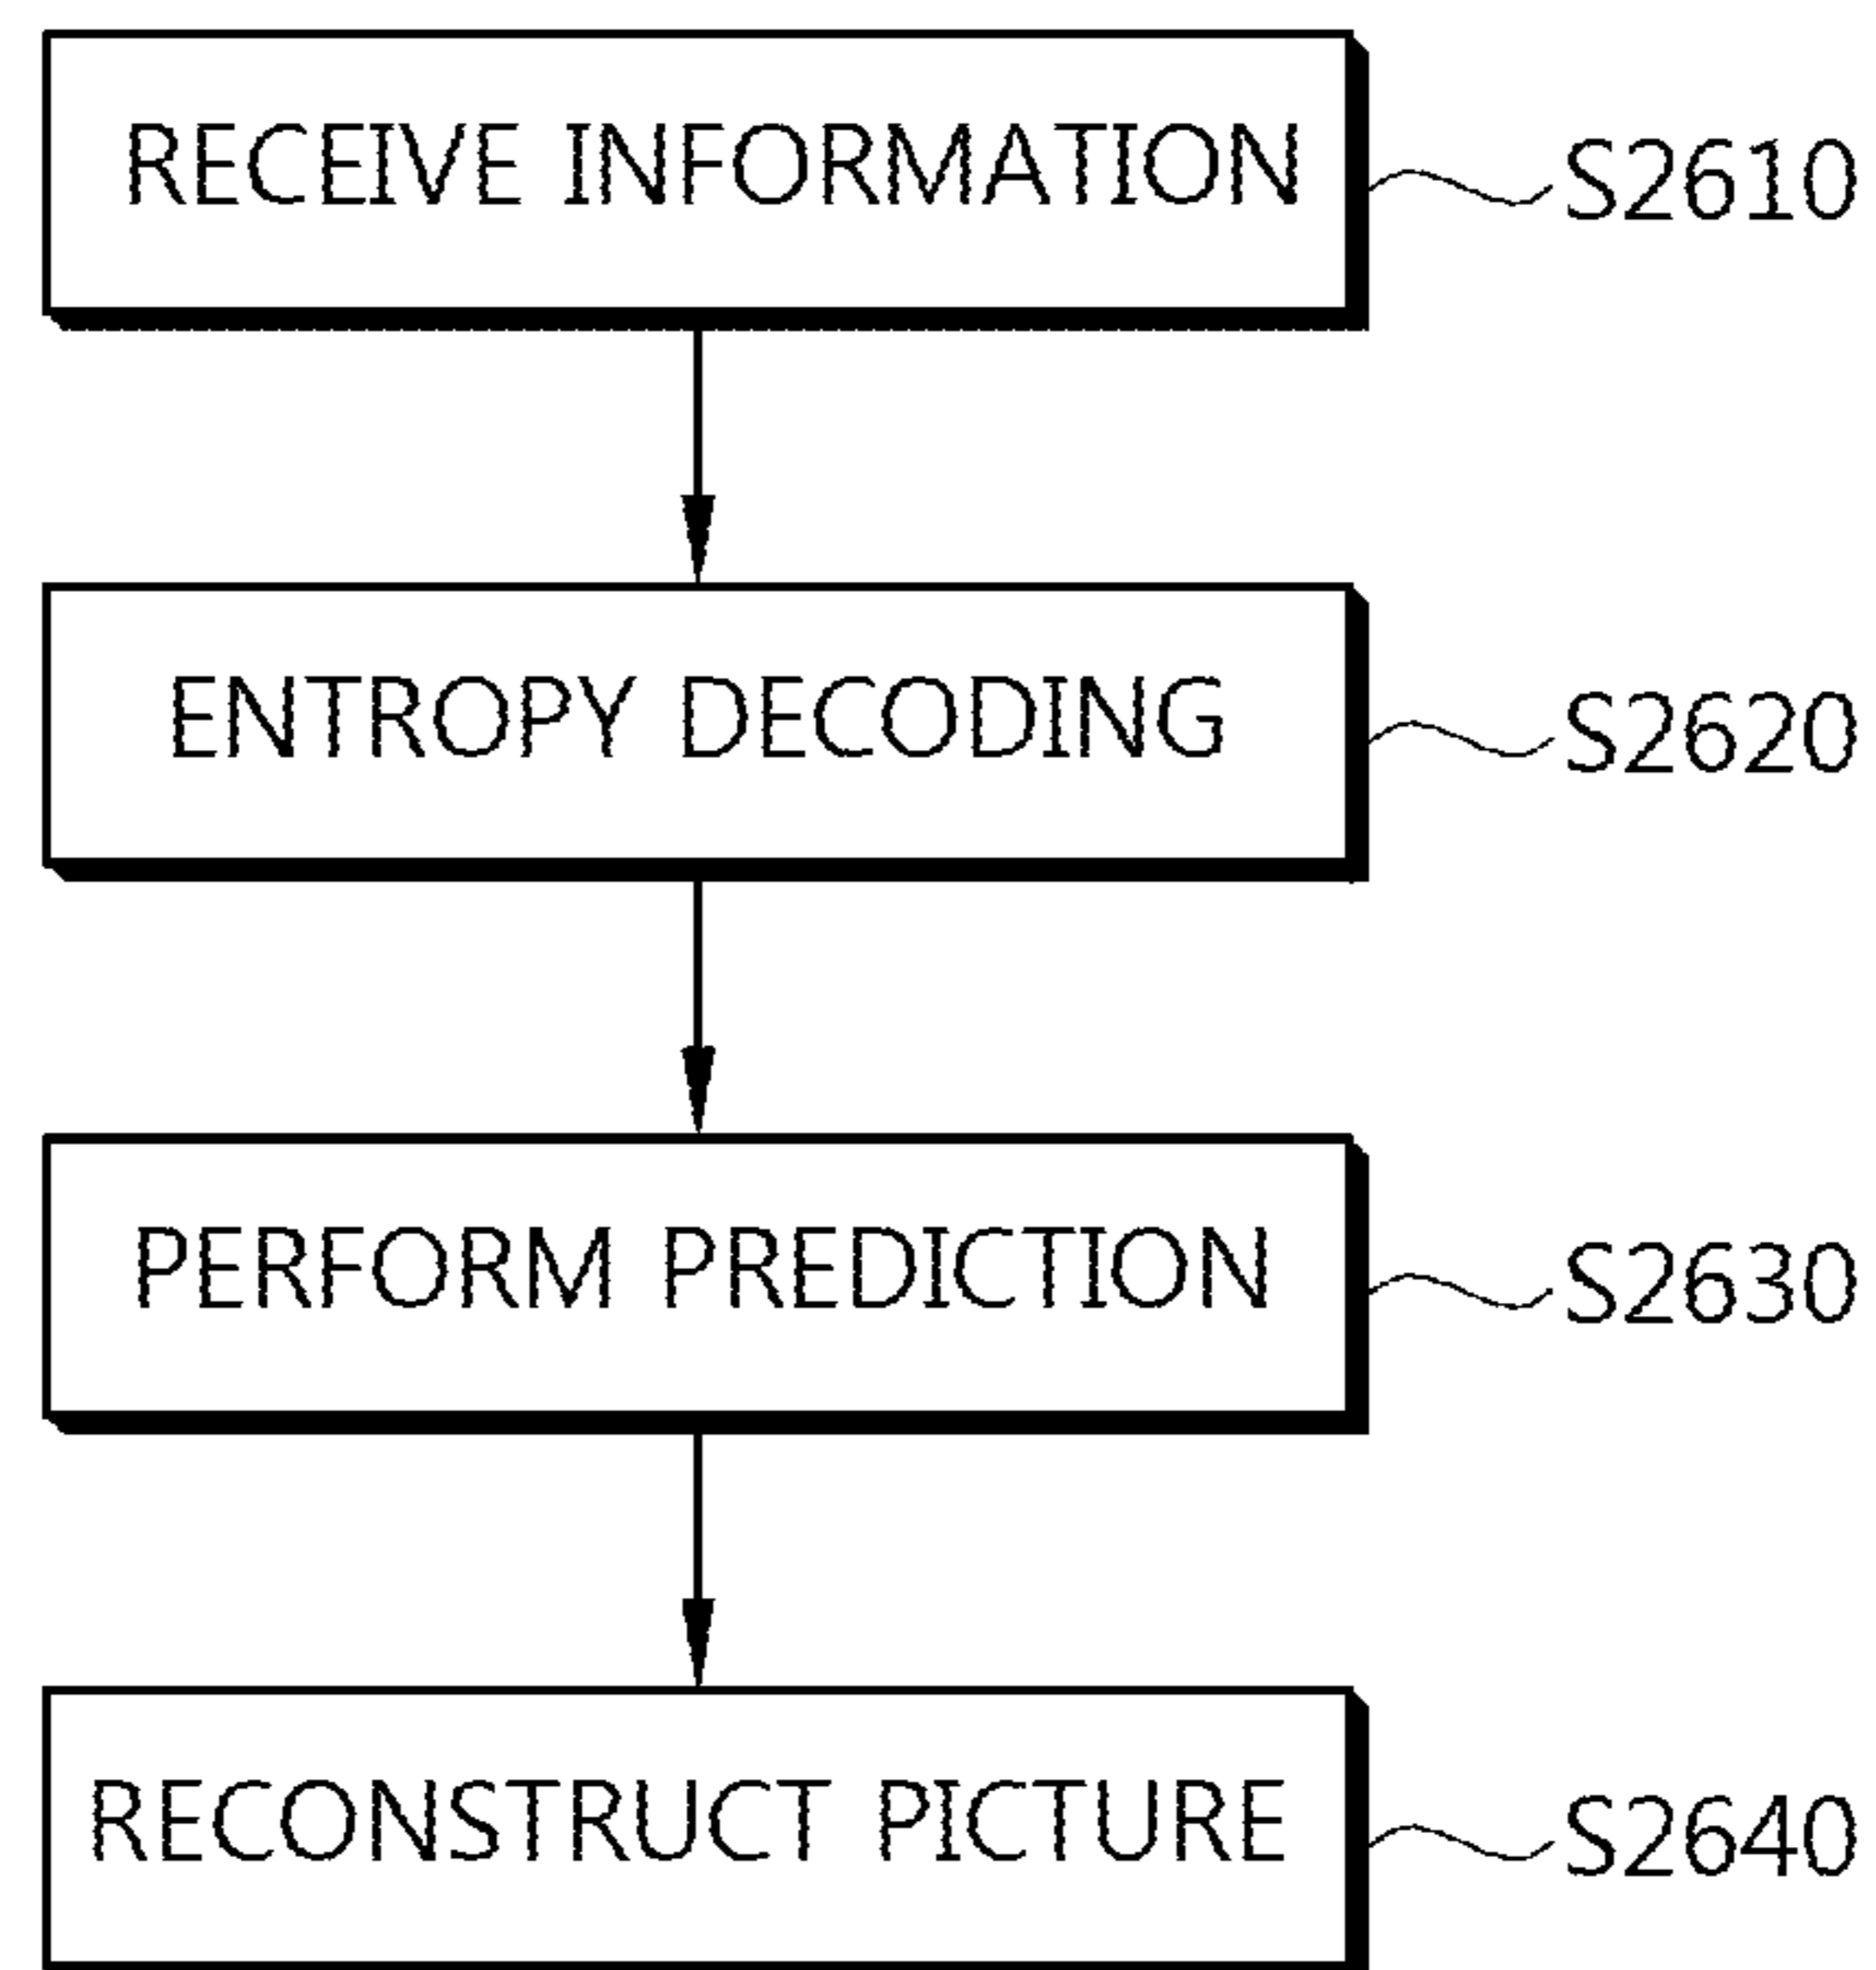 RECEIVE INFORMATION
S2610
ENTROPY DECODING
S2620
PERFORM PREDICTION
S2630
RECONSTRUCT PICTURE
S2640